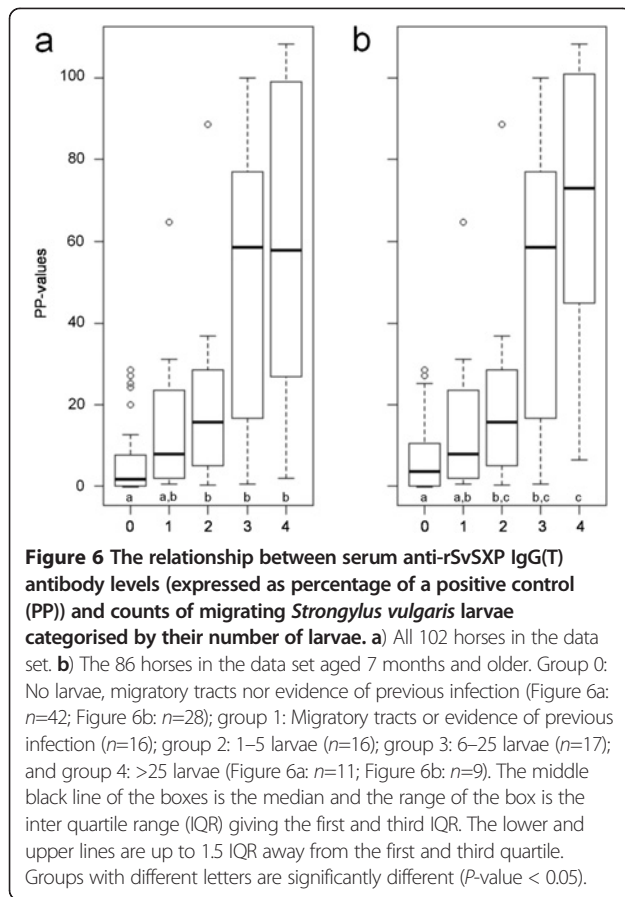 a
b
PP-values
100
80
60
40
20
0
a a,b b b b
a a,b b,c b,c c
0 1 2 3 4
0 1 2 3 4
Figure 6 The relationship between serum anti-rSvSXP IgG(T)
antibody levels (expressed as percentage of a positive control
(PP)) and counts of migrating Strongylus vulgaris larvae
categorised by their number of larvae. a) All 102 horses in the data
set. b) The 86 horses in the data set aged 7 months and older. Group 0:
No larvae, migratory tracts nor evidence of previous infection (Figure 6a:
n=42; Figure 6b: n=28); group 1: Migratory tracts or evidence of previous
infection (n=16); group 2: 1–5 larvae (n=16); group 3: 6–25 larvae (n=17);
and group 4: >25 larvae (Figure 6a: n=11; Figure 6b: n=9). The middle
black line of the boxes is the median and the range of the box is the
inter quartile range (IQR) giving the first and third IQR. The lower and
upper lines are up to 1.5 IQR away from the first and third quartile.
Groups with different letters are significantly different (P-value < 0.05).